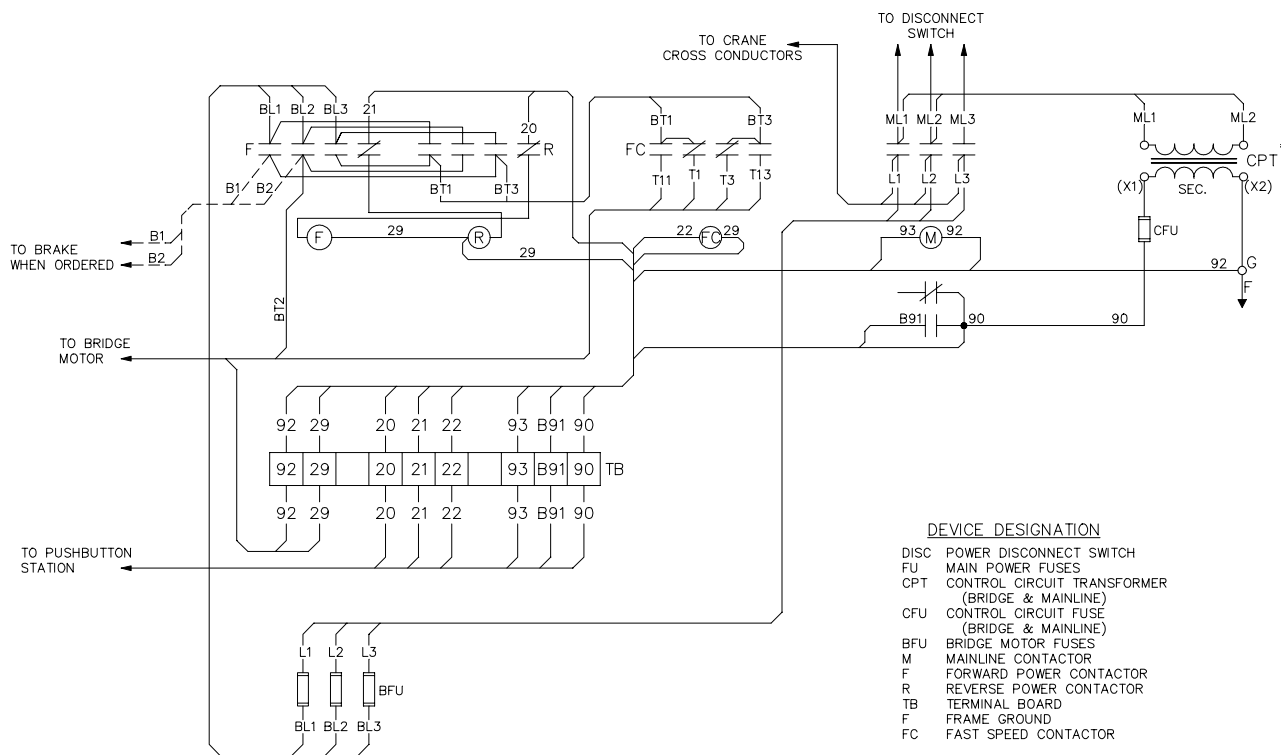 TO DISCONNECT
SWITCH
TO CRANE
CROSS CONDUCTORS
BL1 BL2 BL3 21
20
BT1 BT3
ML1 ML2 ML3
ML1 ML2
F R
FC
CPT*
BT1 BT3
T11 T1 T3 T13
L1 L2 L3
(X1) SEC. (X2)
B1 B2
B1
B2
TO BRAKE
WHEN ORDERED
F 29 R
29
22 FC 29
93 M 92
CFU
92 G
F
BT2
B91 90 90
TO BRIDGE
MOTOR
92 29 20 21 22 93 B91 90
92 29 20 21 22 93 B91 90 TB
92 29 20 21 22 93 B91 90
TO PUSHBUTTON
STATION
L1 L2 L3
BFU
BL1 BL2 BL3
DEVICE DESIGNATION
DISC POWER DISCONNECT SWITCH
FU MAIN POWER FUSES
CPT CONTROL CIRCUIT TRANSFORMER
(BRIDGE & MAINLINE)
CFU CONTROL CIRCUIT FUSE
(BRIDGE & MAINLINE)
BFU BRIDGE MOTOR FUSES
M MAINLINE CONTACTOR
F FORWARD POWER CONTACTOR
R REVERSE POWER CONTACTOR
TB TERMINAL BOARD
F FRAME GROUND
FC FAST SPEED CONTACTOR